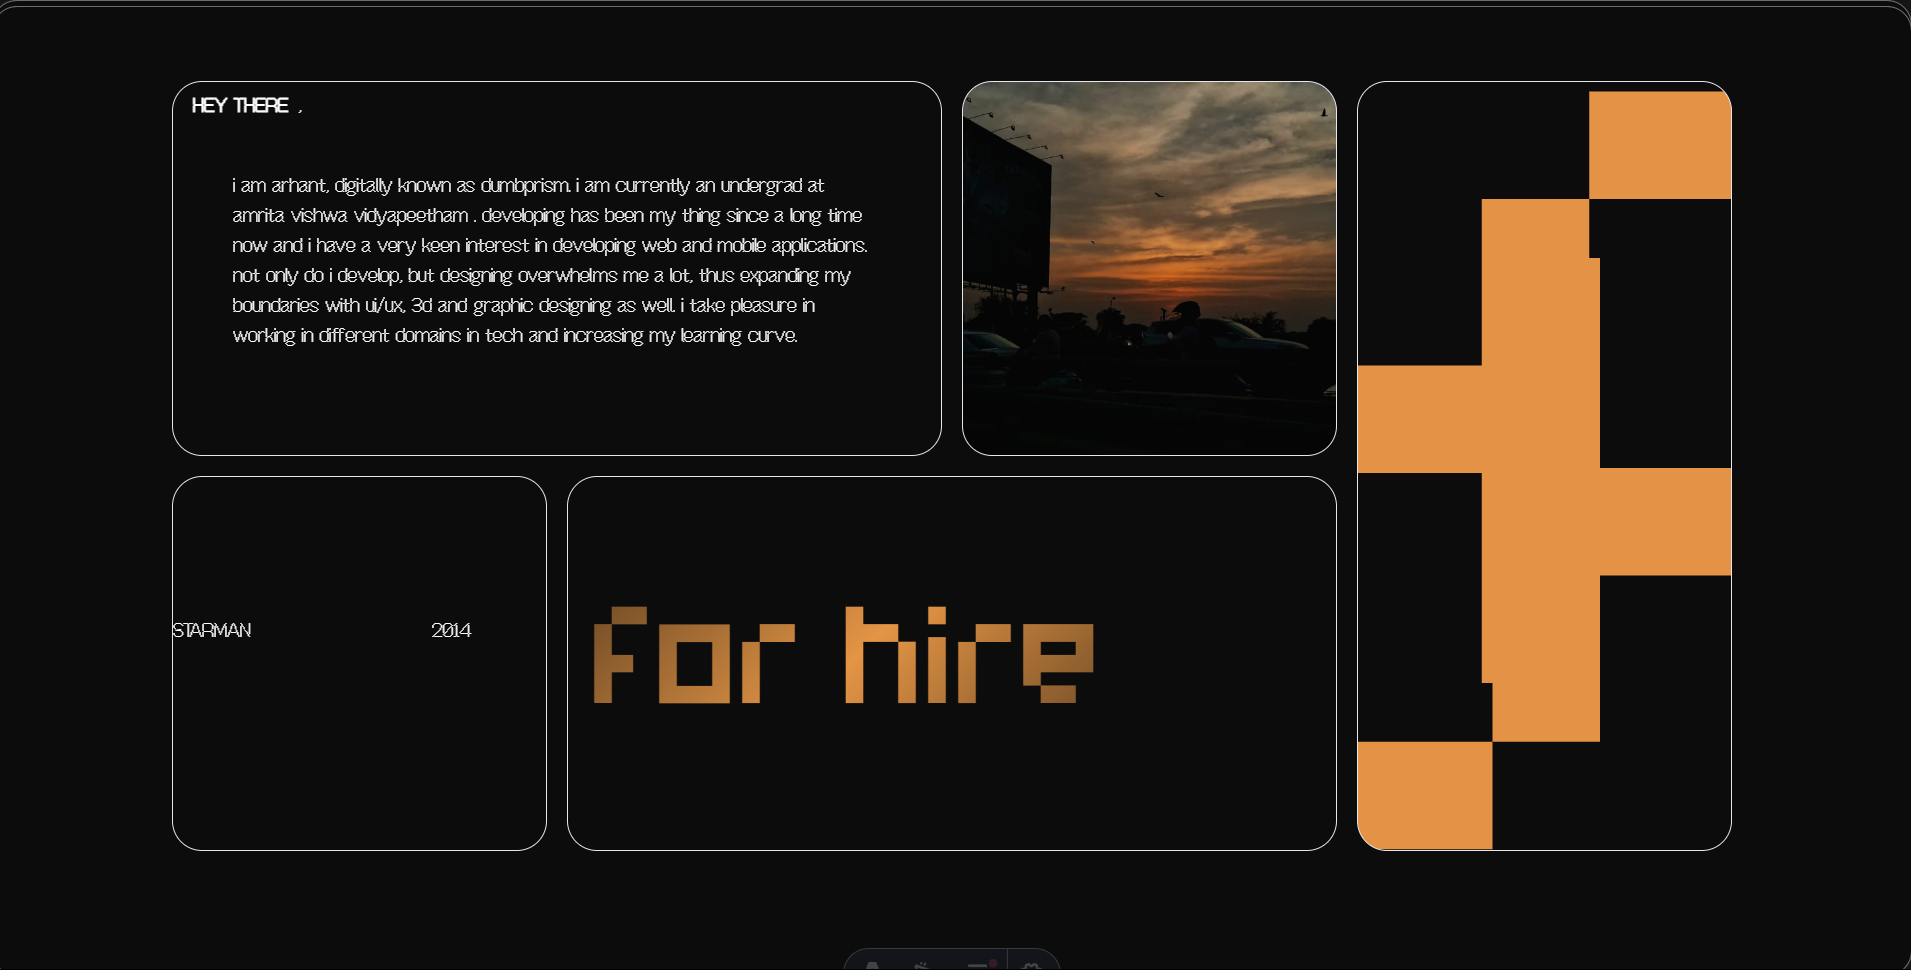 HEY THERE ,
i am arhant, digitally known as dumbprism. i am currently an undergrad at
amrita vishwa vidyapeetham . developing has been my thing since a long time
now and i have a very keen interest in developing web and mobile applications.
not only do i develop, but designing overwhelms me a lot, thus expanding my
boundaries with ui/ux, 3d and graphic designing as well. i take pleasure in
working in different domains in tech and increasing my learning curve.
STARMAN 2014
for hire